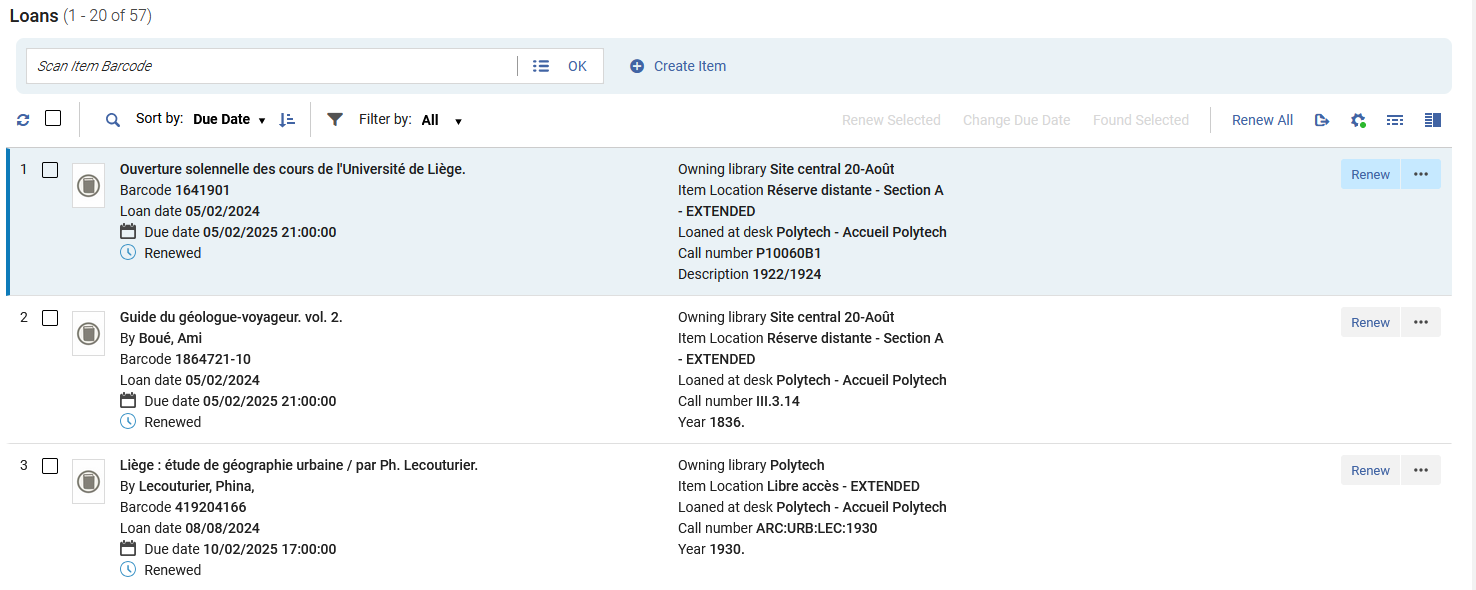 Loans (1 - 20 of 57)
Scan Item Barcode OK Create Item
Sort by: Due Date Filter by: All Renew Selected Change Due Date Found Selected Renew All
1 Ouverture solennelle des cours de l'Université de Liège.
Barcode 1641901
Loan date 05/02/2024
Due date 05/02/2025 21:00:00
Renewed
Owning library Site central 20-Août
Item Location Réserve distante - Section A
- EXTENDED
Loaned at desk Polytech - Accueil Polytech
Call number P10060B1
Description 1922/1924
Renew
2 Guide du géologue-voyageur. vol. 2.
By Boué, Ami
Barcode 1864721-10
Loan date 05/02/2024
Due date 05/02/2025 21:00:00
Renewed
Owning library Site central 20-Août
Item Location Réserve distante - Section A
- EXTENDED
Loaned at desk Polytech - Accueil Polytech
Call number III.3.14
Year 1836.
Renew
3 Liège : étude de géographie urbaine / par Ph. Lecouturier.
By Lecouturier, Phina,
Barcode 419204166
Loan date 08/08/2024
Due date 10/02/2025 17:00:00
Renewed
Owning library Polytech
Item Location Libre accès - EXTENDED
Loaned at desk Polytech - Accueil Polytech
Call number ARC:URB:LEC:1930
Year 1930.
Renew